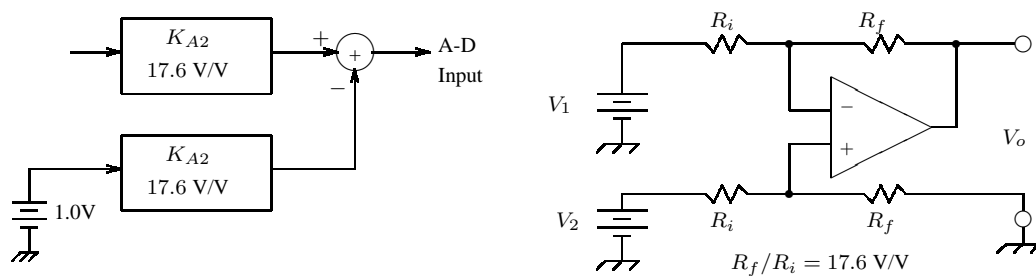 K_{A2}
17.6 V/V
+
+
−
A-D
Input
K_{A2}
17.6 V/V
1.0V
R_i
R_f
V_1
−
+
V_o
V_2
R_i
R_f
R_f/R_i = 17.6 V/V